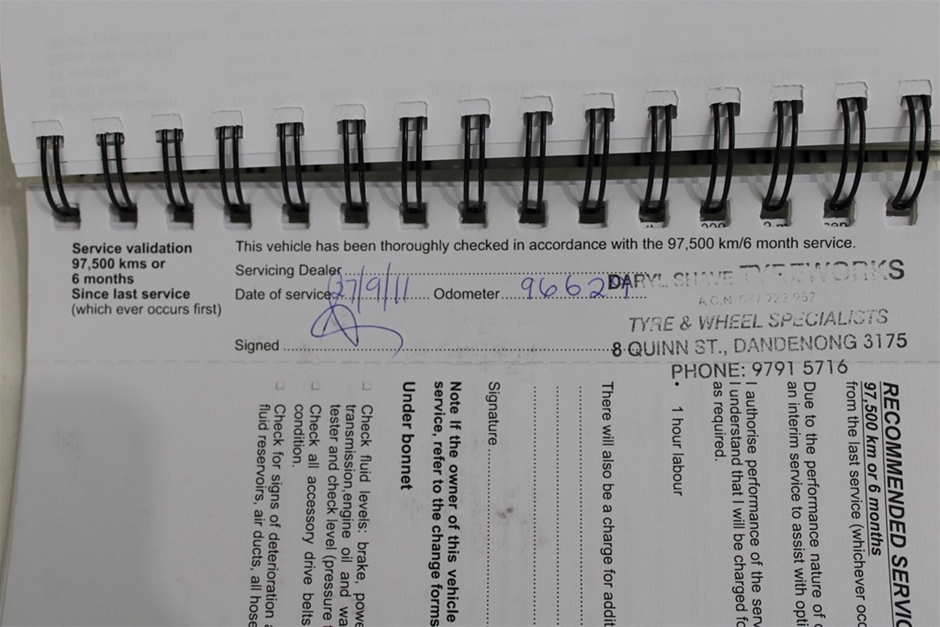 Service validation
97,500 kms or
6 months
Since last service
(which ever occurs first)
This vehicle has been thoroughly checked in accordance with the 97,500 km/6 month service.
Servicing Dealer
Date of service 27/9/11 Odometer 96627
Signed
DARYL SHAVE TYREWORKS
TYRE & WHEEL SPECIALISTS
8 QUINN ST., DANDENONG 3175
PHONE: 9791 5716
RECOMMENDED SERVIC
97,500 km or 6 months
from the last service (whichever occ
Due to the performance nature of
an interim service to assist with opti
I authorise performance of the serv
I understand that I will be charged fo
as required.
• 1 hour labour
There will also be a charge for addit
Signature
Note If the owner of this vehicle
service, refer to the change forms
Under bonnet
Check fluid levels: brake, powe
transmission,engine oil and wa
tester and check level (pressure
Check all accessory drive belts
condition.
Check for signs of deterioration
fluid reservoirs, air ducts, all hose